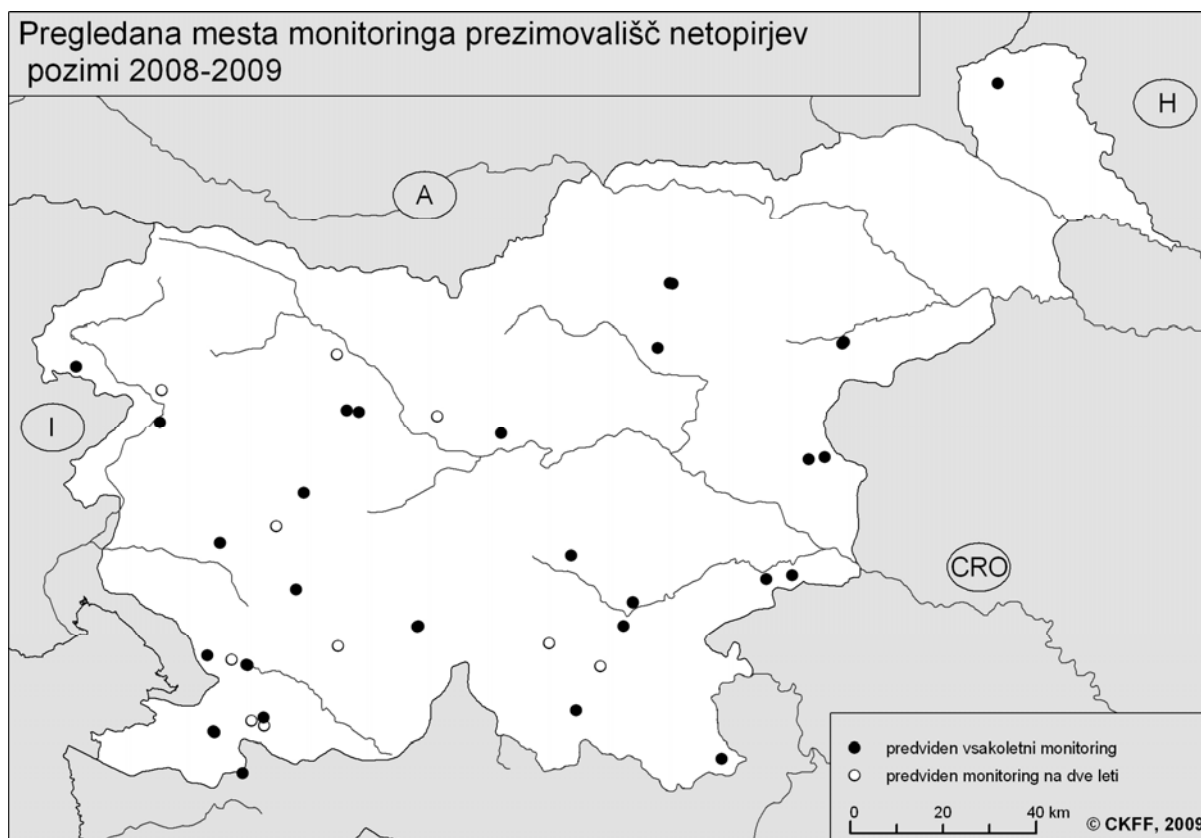 Pregledana mesta monitoringa prezimovališč netopirjev
pozimi 2008-2009
H
A
I
CRO
predviden vsakoletni monitoring
predviden monitoring na dve leti
0 20 40 km
© CKFF, 2009